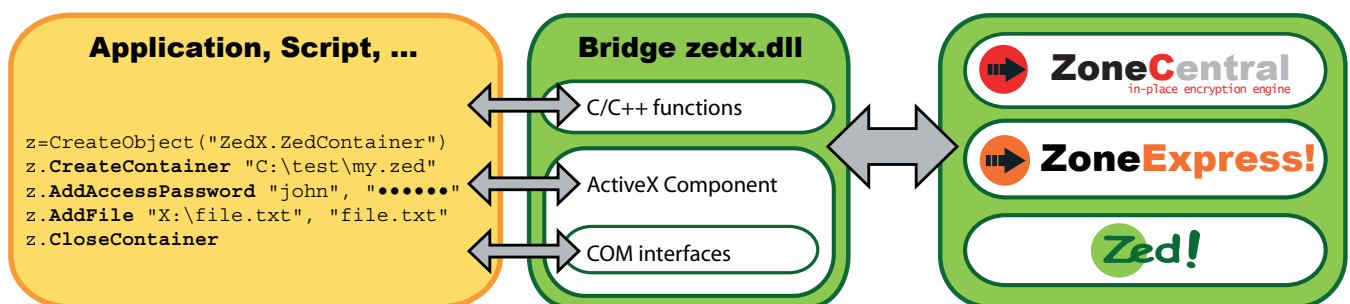 Application, Script, ...
z=CreateObject("ZedX.ZedContainer")
z.CreateContainer "C:\test\my.zed"
z.AddAccessPassword "john", "••••••"
z.AddFile "X:\file.txt", "file.txt"
z.CloseContainer
Bridge zedx.dll
C/C++ functions
ActiveX Component
COM interfaces
ZoneCentral
in-place encryption engine
ZoneExpress!
Zed!